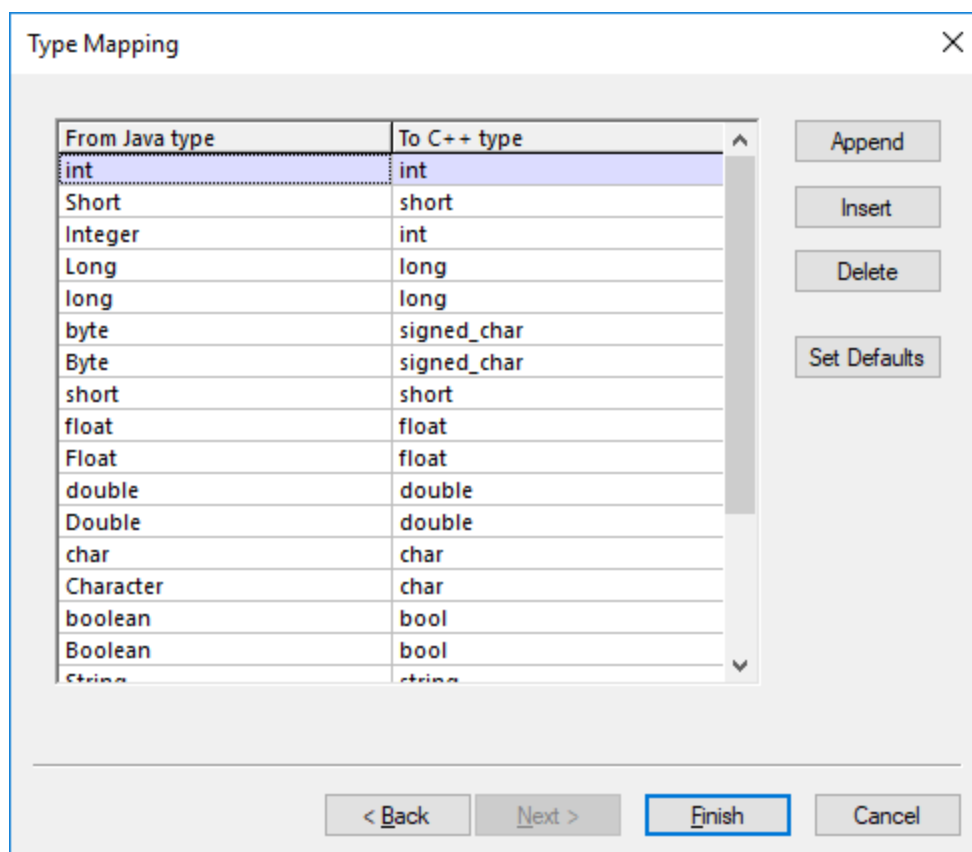 Type Mapping
From Java type To C++ type
int int
Short short
Integer int
Long long
long long
byte signed_char
Byte signed_char
short short
float float
Float float
double double
Double double
char char
Character char
boolean bool
Boolean bool
String string
Append
Insert
Delete
Set Defaults
< Back Next > Finish Cancel